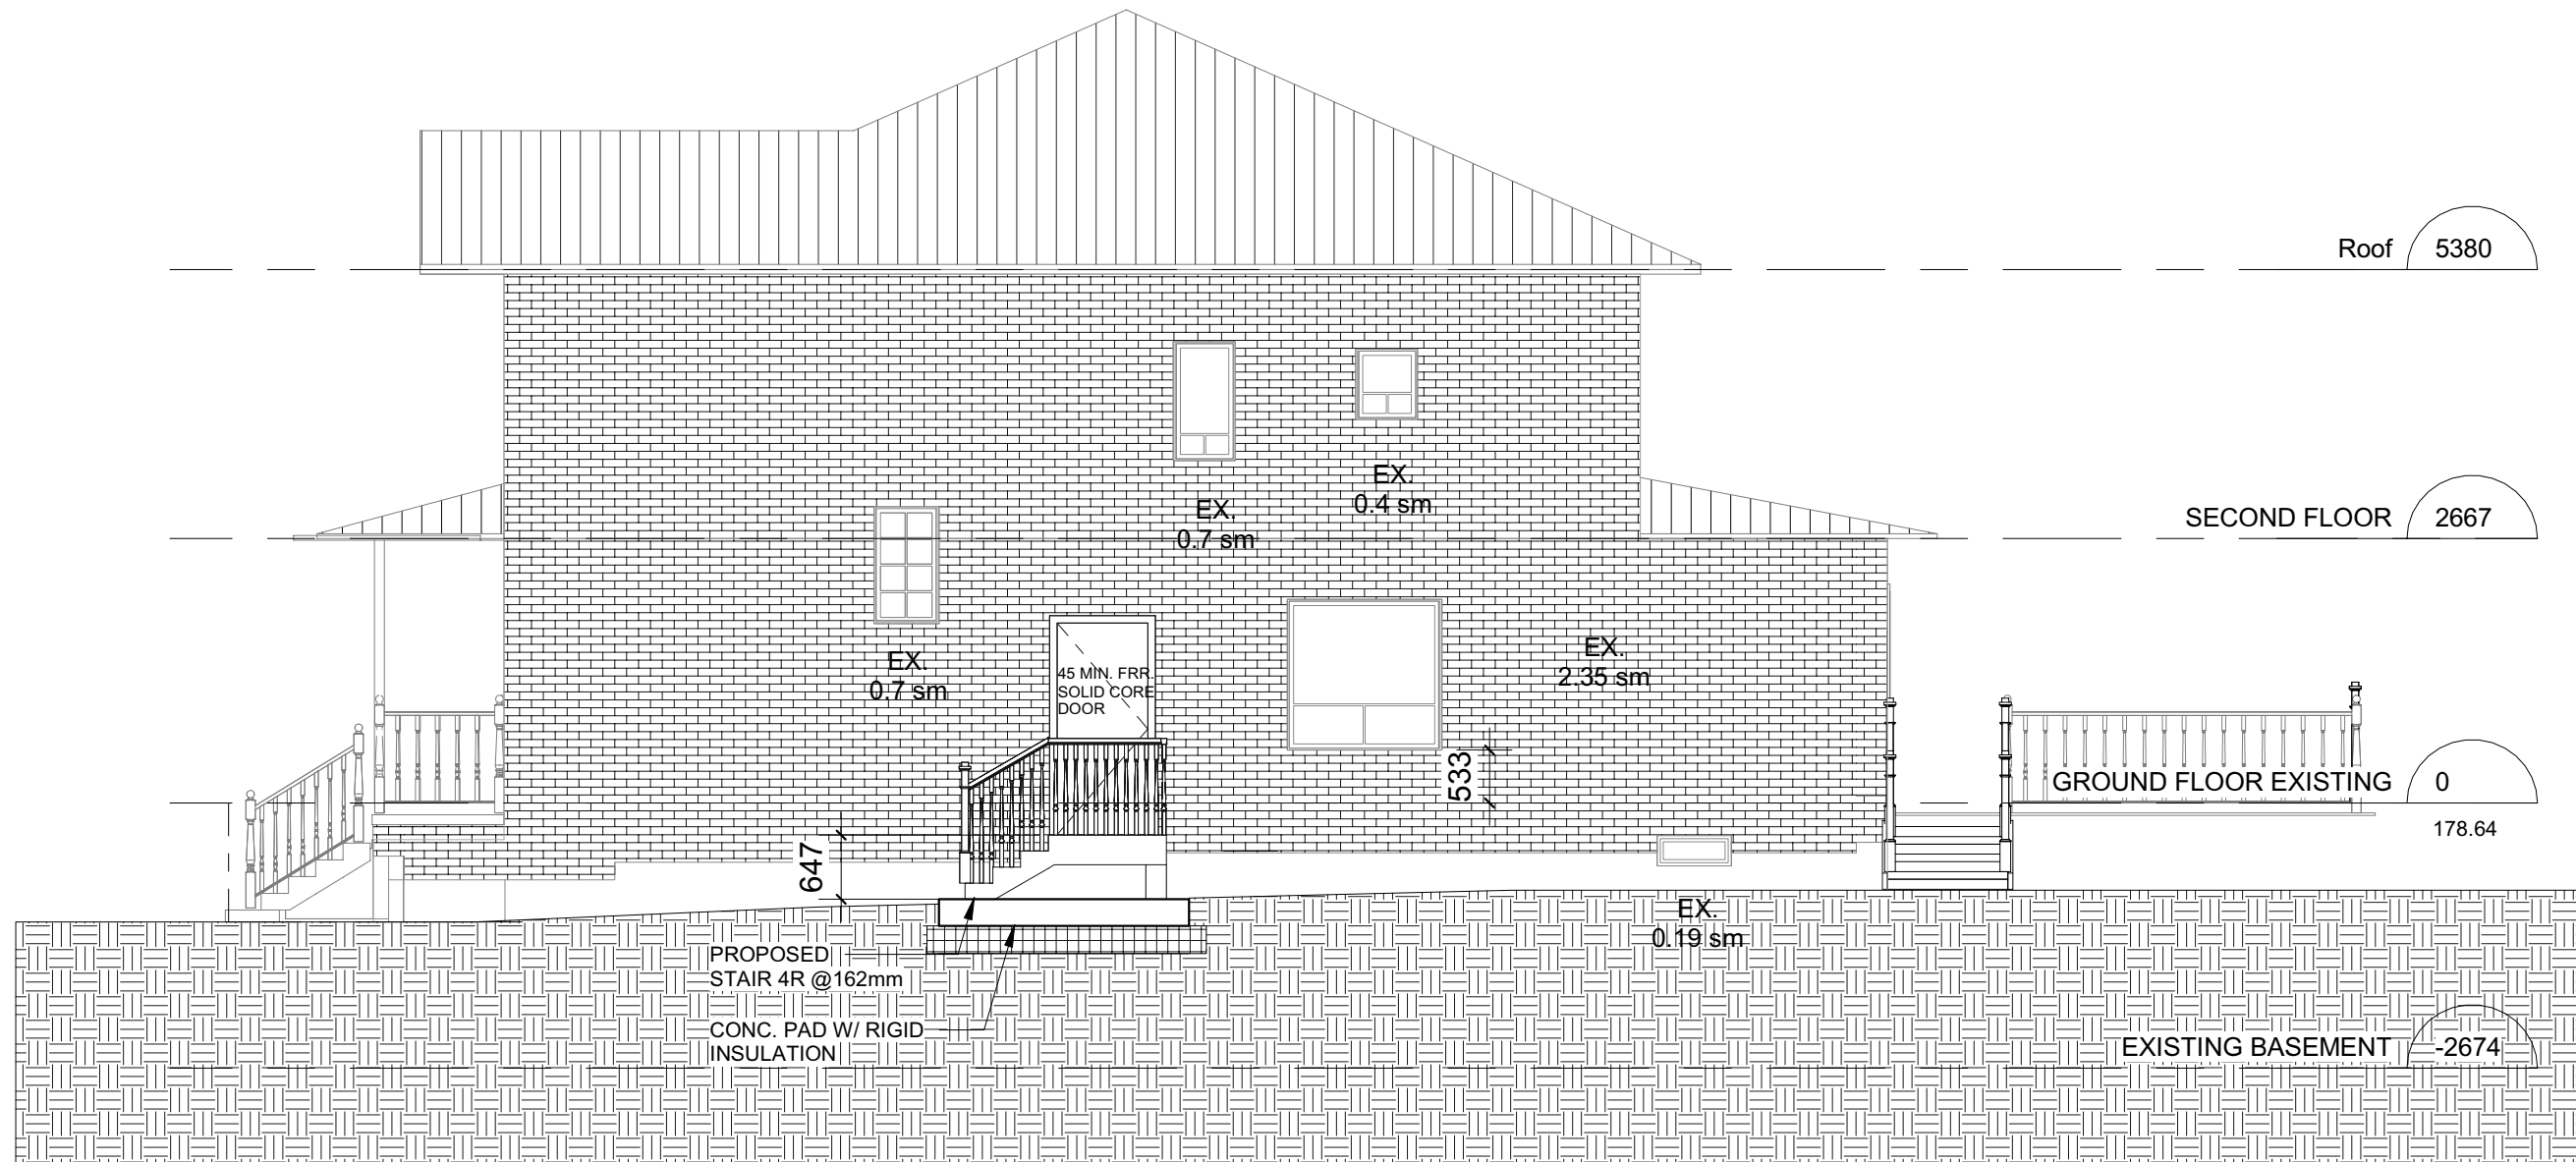 Roof 5380
EX.
0.4 sm
EX.
0.7 sm
SECOND FLOOR 2667
EX.
0.7 sm
45 MIN. FRR.
SOLID CORE
DOOR
EX.
2.35 sm
533
GROUND FLOOR EXISTING 0
178.64
647
EX.
0.19 sm
PROPOSED
STAIR 4R @162mm
CONC. PAD W/ RIGID
INSULATION
EXISTING BASEMENT -2674